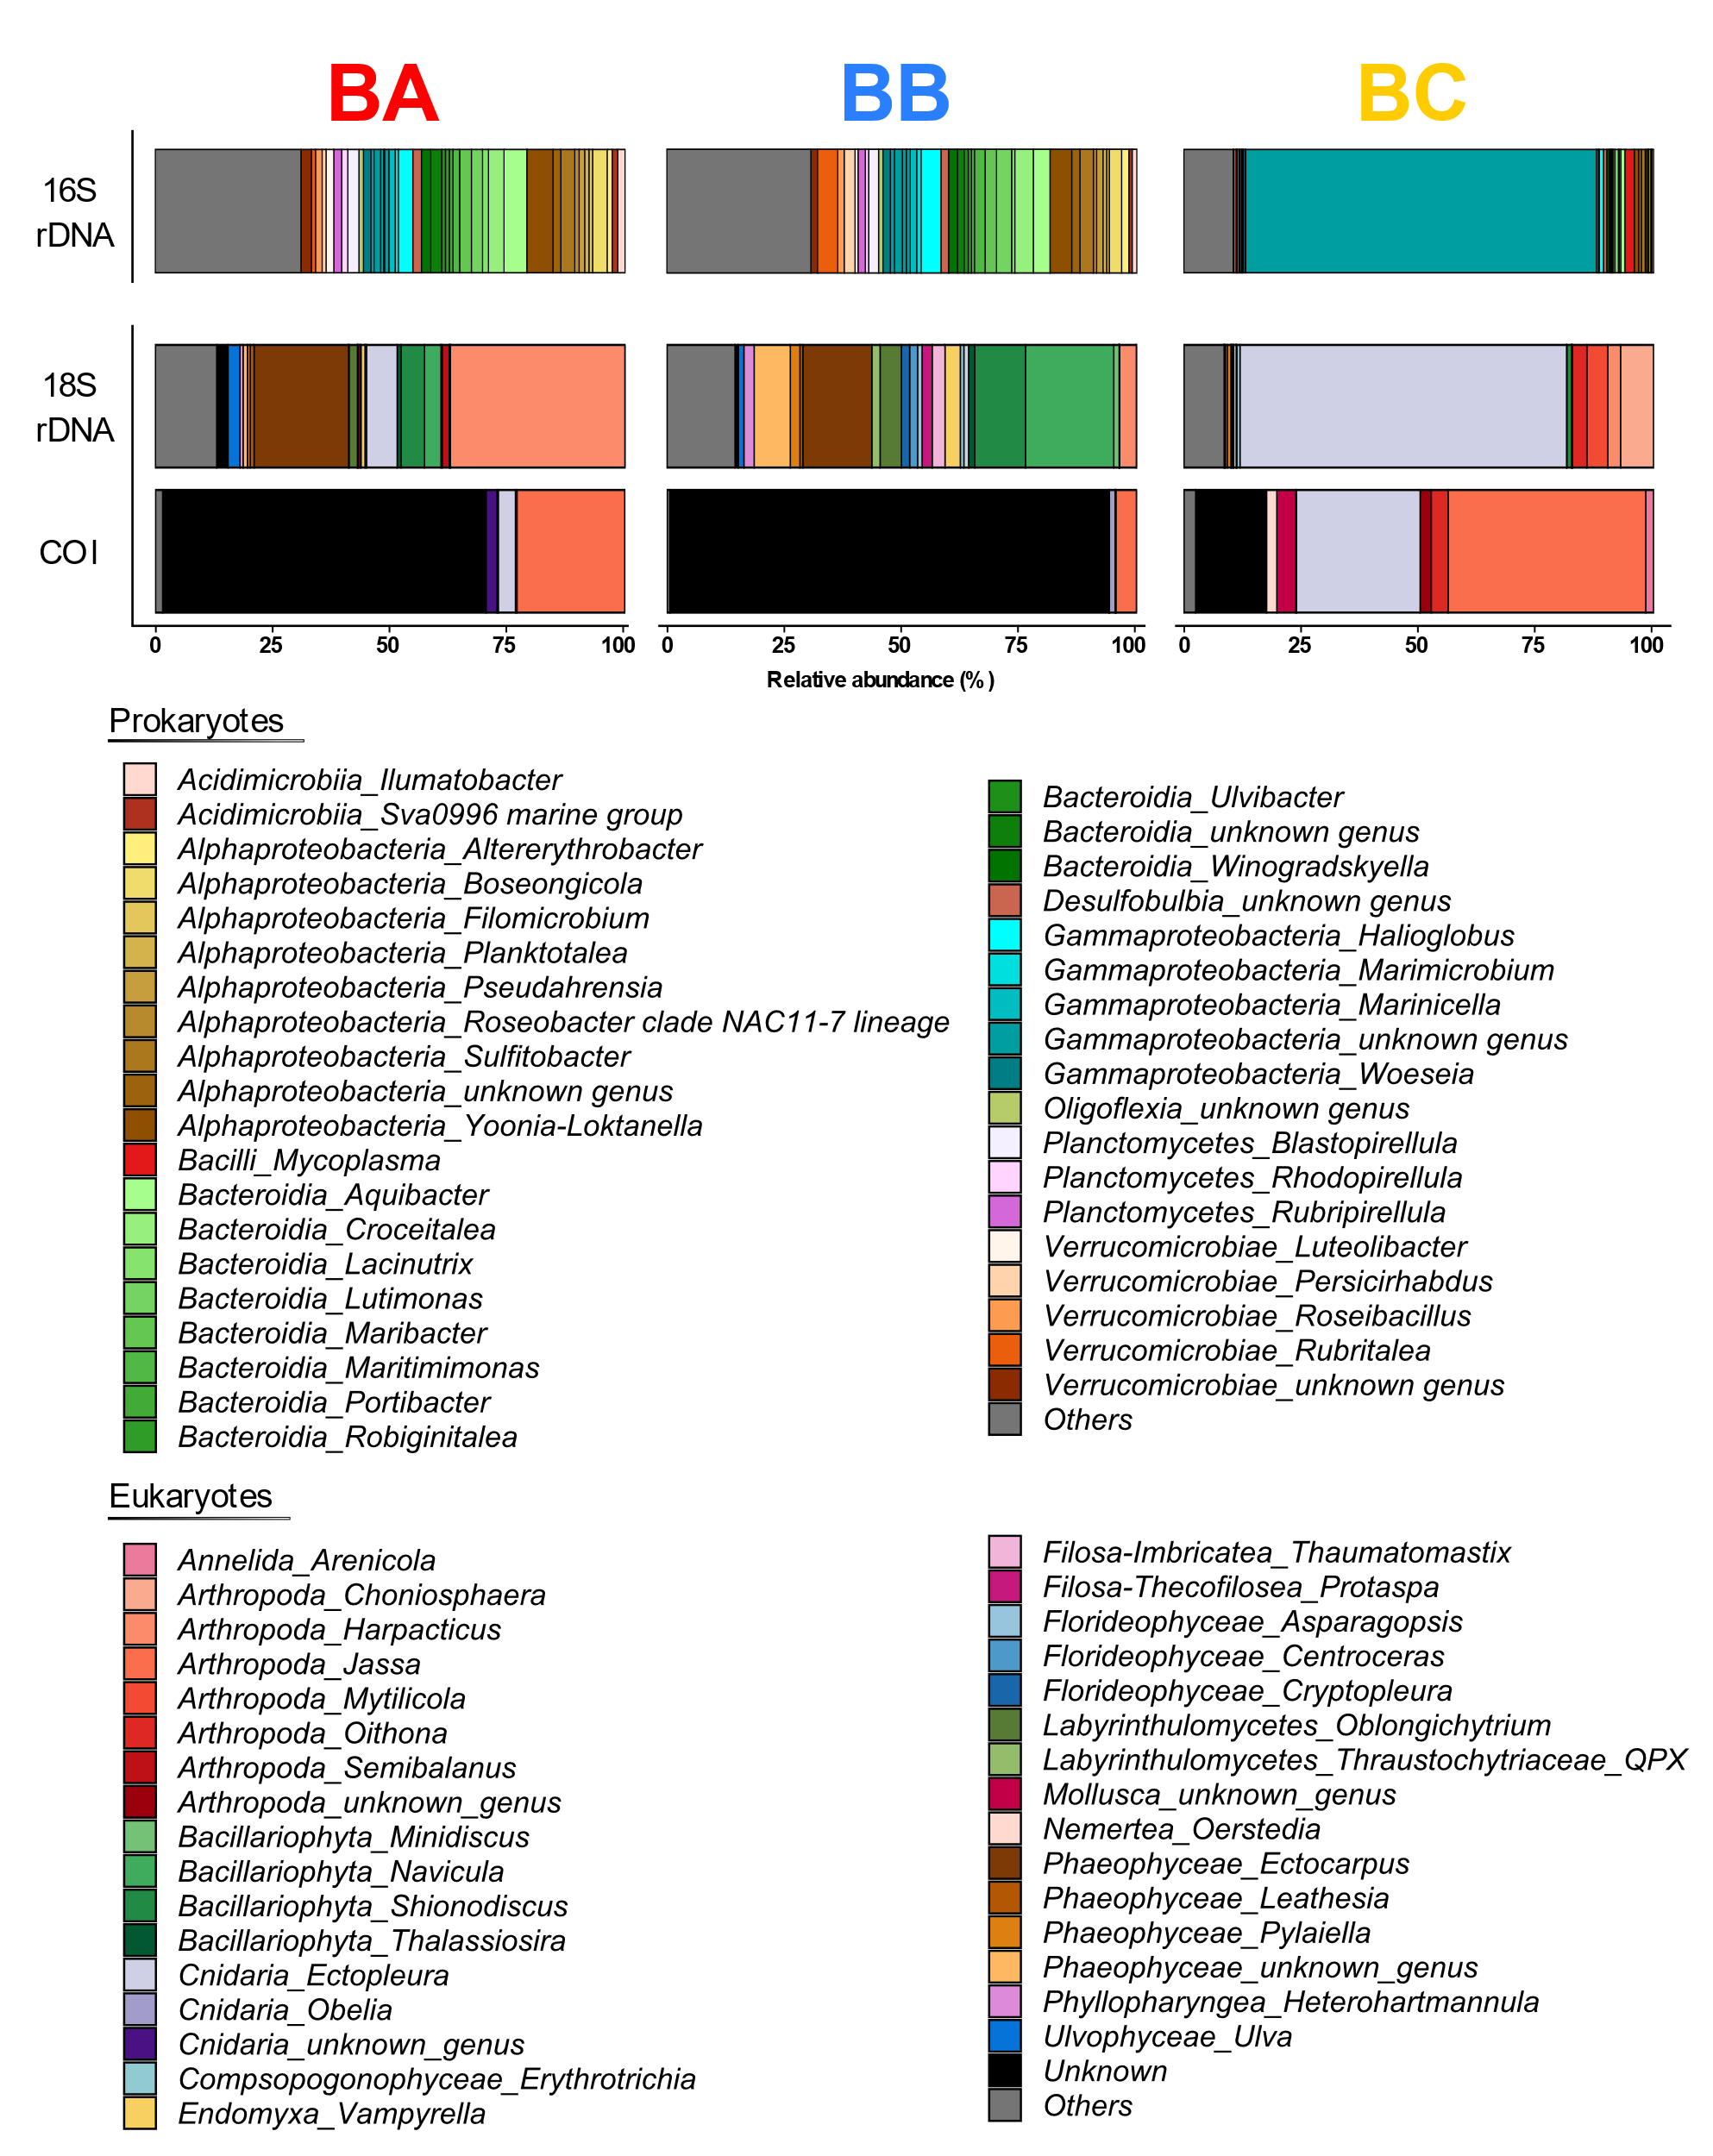 BA BB BC
16S
rDNA
18S
rDNA
COI
0 25 50 75 100 0 25 50 75 100 0 25 50 75 100
Relative abundance (%)
Prokaryotes
Acidimicrobiia_Ilumatobacter
Acidimicrobiia_Sva0996 marine group
Alphaproteobacteria_Altererythrobacter
Alphaproteobacteria_Boseongicola
Alphaproteobacteria_Filomicrobium
Alphaproteobacteria_Planktotalea
Alphaproteobacteria_Pseudahrensia
Alphaproteobacteria_Roseobacter clade NAC11-7 lineage
Alphaproteobacteria_Sulfitobacter
Alphaproteobacteria_unknown genus
Alphaproteobacteria_Yoonia-Loktanella
Bacilli_Mycoplasma
Bacteroidia_Aquibacter
Bacteroidia_Croceitalea
Bacteroidia_Lacinutrix
Bacteroidia_Lutimonas
Bacteroidia_Maribacter
Bacteroidia_Maritimimonas
Bacteroidia_Portibacter
Bacteroidia_Robiginitalea
Bacteroidia_Ulvibacter
Bacteroidia_unknown genus
Bacteroidia_Winogradskyella
Desulfobulbia_unknown genus
Gammaproteobacteria_Halioglobus
Gammaproteobacteria_Marimicrobium
Gammaproteobacteria_Marinicella
Gammaproteobacteria_unknown genus
Gammaproteobacteria_Woeseia
Oligoflexia_unknown genus
Planctomycetes_Blastopirellula
Planctomycetes_Rhodopirellula
Planctomycetes_Rubripirellula
Verrucomicrobiae_Luteolibacter
Verrucomicrobiae_Persicirhabdus
Verrucomicrobiae_Roseibacillus
Verrucomicrobiae_Rubritalea
Verrucomicrobiae_unknown genus
Others
Eukaryotes
Annelida_Arenicola
Arthropoda_Choniosphaera
Arthropoda_Harpacticus
Arthropoda_Jassa
Arthropoda_Mytilicola
Arthropoda_Oithona
Arthropoda_Semibalanus
Arthropoda_unknown_genus
Bacillariophyta_Minidiscus
Bacillariophyta_Navicula
Bacillariophyta_Shionodiscus
Bacillariophyta_Thalassiosira
Cnidaria_Ectopleura
Cnidaria_Obelia
Cnidaria_unknown_genus
Compsopogonophyceae_Erythrotrichia
Endomyxa_Vampyrella
Filosa-Imbricatea_Thaumatomastix
Filosa-Thecofilosea_Protaspa
Florideophyceae_Asparagopsis
Florideophyceae_Centroceras
Florideophyceae_Cryptopleura
Labyrinthulomycetes_Oblongichytrium
Labyrinthulomycetes_Thraustochytriaceae_QPX
Mollusca_unknown_genus
Nemertea_Oerstedia
Phaeophyceae_Ectocarpus
Phaeophyceae_Leathesia
Phaeophyceae_Pylaiella
Phaeophyceae_unknown_genus
Phyllopharyngea_Heterohartmannula
Ulvophyceae_Ulva
Unknown
Others